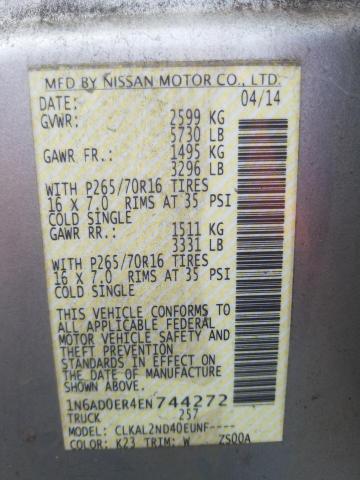 MFD BY NISSAN MOTOR CO., LTD.
DATE: 04/14
GVWR: 2599 KG
5730 LB
GAWR FR.: 1495 KG
3296 LB
WITH P265/70R16 TIRES
16 X 7.0 RIMS AT 35 PSI
COLD SINGLE
GAWR RR.: 1511 KG
3331 LB
WITH P265/70R16 TIRES
16 X 7.0 RIMS AT 35 PSI
COLD SINGLE
THIS VEHICLE CONFORMS TO
ALL APPLICABLE FEDERAL
MOTOR VEHICLE SAFETY
AND THEFT PREVENTION
STANDARDS IN EFFECT ON
THE DATE OF MANUFACTURE
SHOWN ABOVE.
1N6AD0ER4EN744272
TRUCK 257
MODEL: CLKAL2ND40EUNF----
COLOR: K23 TRIM: W ZS00A